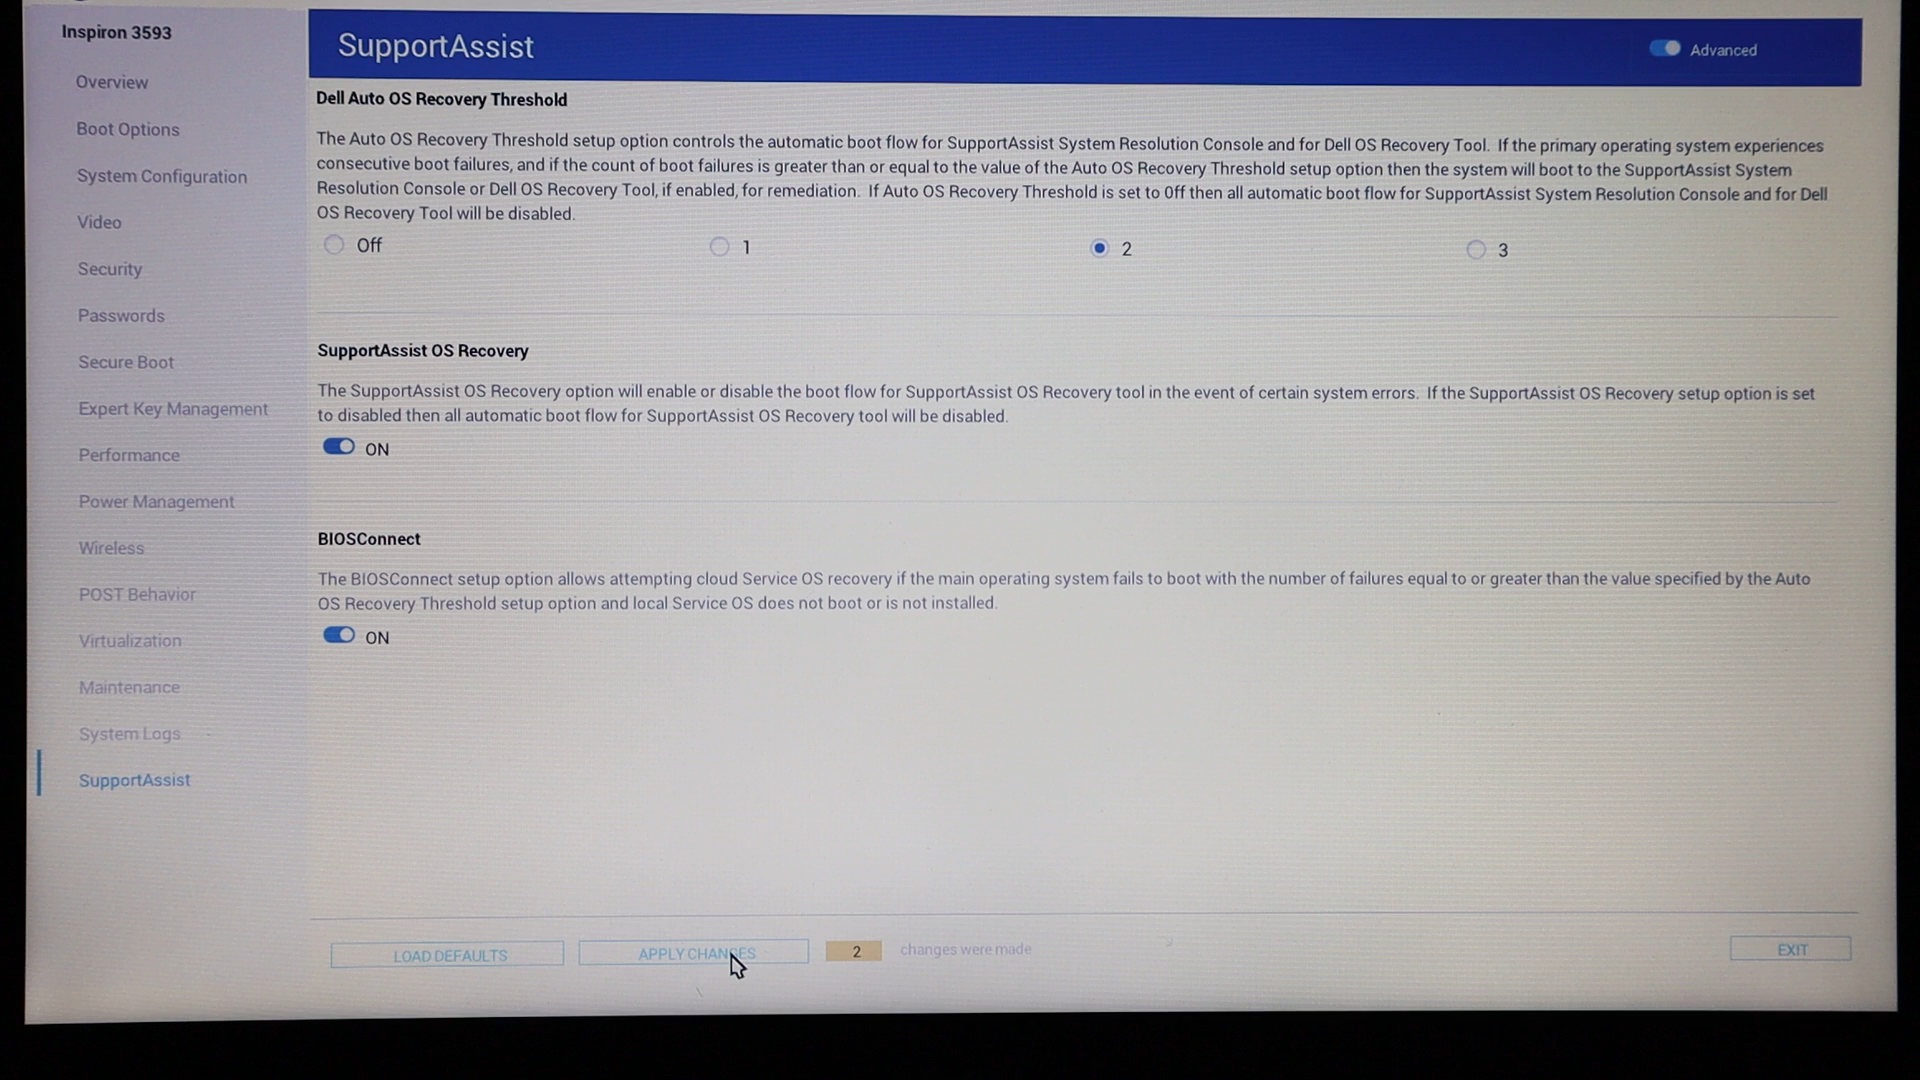 Inspiron 3593
Overview
Boot Options
System Configuration
Video
Security
Passwords
Secure Boot
Expert Key Management
Performance
Power Management
Wireless
POST Behavior
Virtualization
Maintenance
System Logs
SupportAssist
SupportAssist
Advanced
Dell Auto OS Recovery Threshold
The Auto OS Recovery Threshold setup option controls the automatic boot flow for SupportAssist System Resolution Console and for Dell OS Recovery Tool. If the primary operating system experiences
consecutive boot failures, and if the count of boot failures is greater than or equal to the value of the Auto OS Recovery Threshold setup option then the system will boot to the SupportAssist System
Resolution Console or Dell OS Recovery Tool, if enabled, for remediation. If Auto OS Recovery Threshold is set to Off then all automatic boot flow for SupportAssist System Resolution Console and for Dell
OS Recovery Tool will be disabled.
Off 1 2 3
SupportAssist OS Recovery
The SupportAssist OS Recovery option will enable or disable the boot flow for SupportAssist OS Recovery tool in the event of certain system errors. If the SupportAssist OS Recovery setup option is set
to disabled then all automatic boot flow for SupportAssist OS Recovery tool will be disabled.
ON
BIOSConnect
The BIOSConnect setup option allows attempting cloud Service OS recovery if the main operating system fails to boot with the number of failures equal to or greater than the value specified by the Auto
OS Recovery Threshold setup option and local Service OS does not boot or is not installed.
ON
LOAD DEFAULTS APPLY CHANGES 2 changes were made EXIT